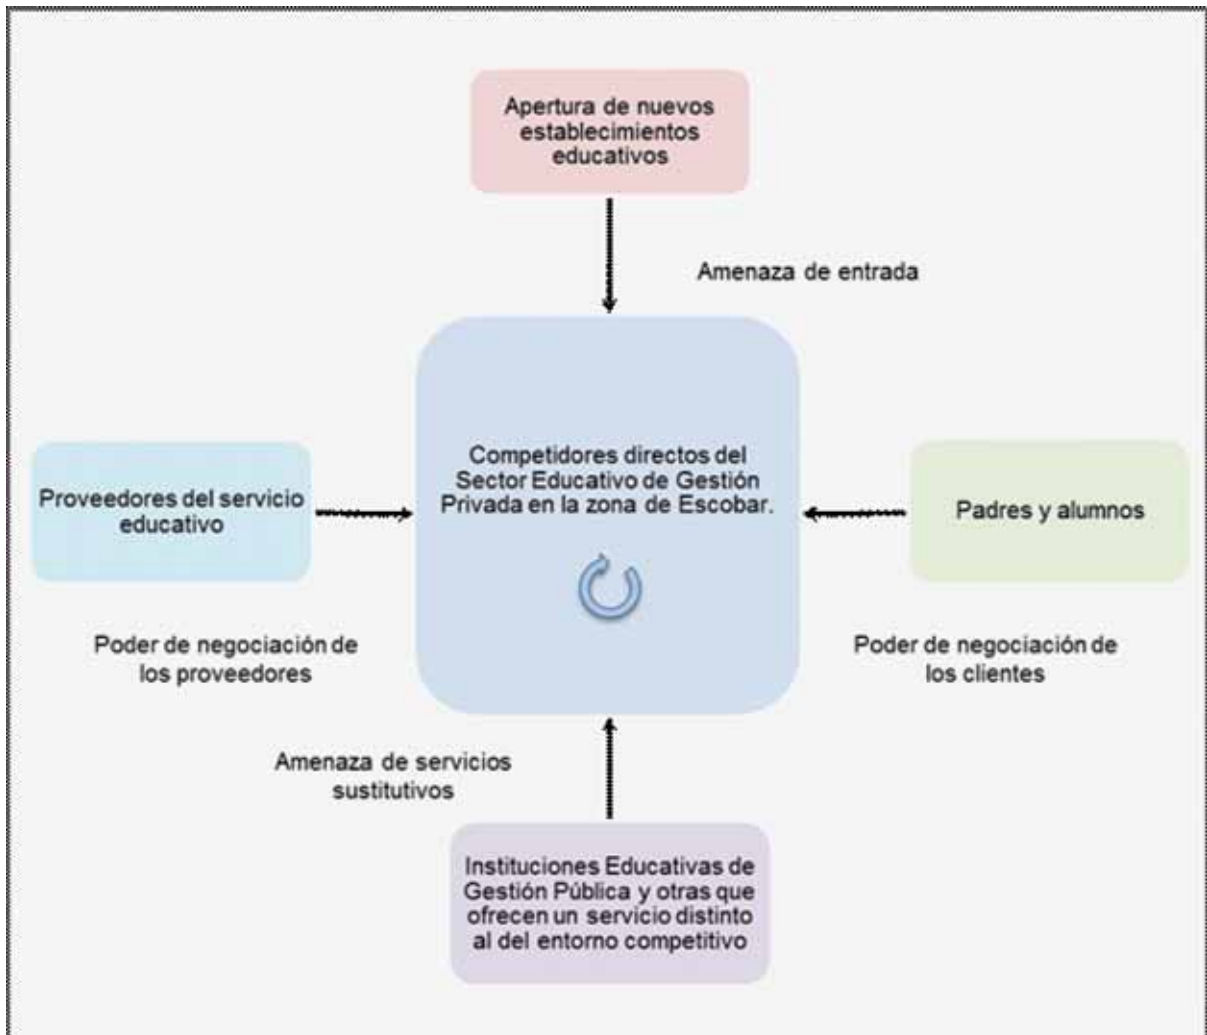 Apertura de nuevos
establecimientos
educativos
Amenaza de entrada
Competidores directos del
Sector Educativo de Gestión
Privada en la zona de Escobar.
Proveedores del servicio
educativo
Padres y alumnos
Poder de negociación de
los proveedores
Poder de negociación de
los clientes
Amenaza de servicios
sustitutivos
Instituciones Educativas de
Gestión Pública y otras que
ofrecen un servicio distinto
al del entorno competitivo